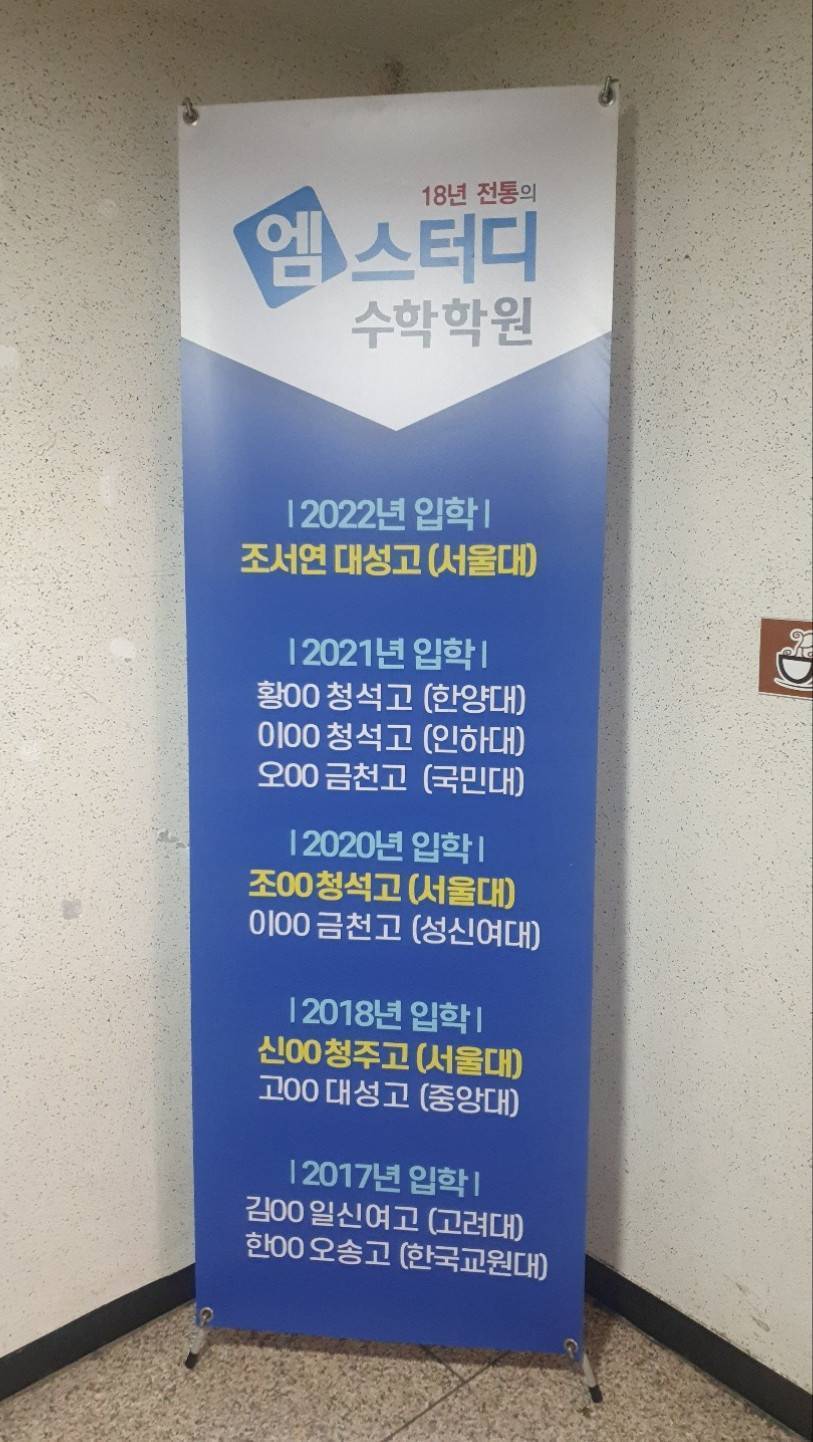 18년 전통의
엠스터디
수학학원
|2022년 입학|
조서연 대성고 (서울대)
|2021년 입학|
황00 청석고 (한양대)
이00 청석고 (인하대)
오00 금천고 (국민대)
|2020년 입학|
조00 청석고 (서울대)
이00 금천고 (성신여대)
|2018년 입학|
신00 청주고 (서울대)
고00 대성고 (중앙대)
|2017년 입학|
김00 일신여고 (고려대)
한00 오송고 (한국교원대)